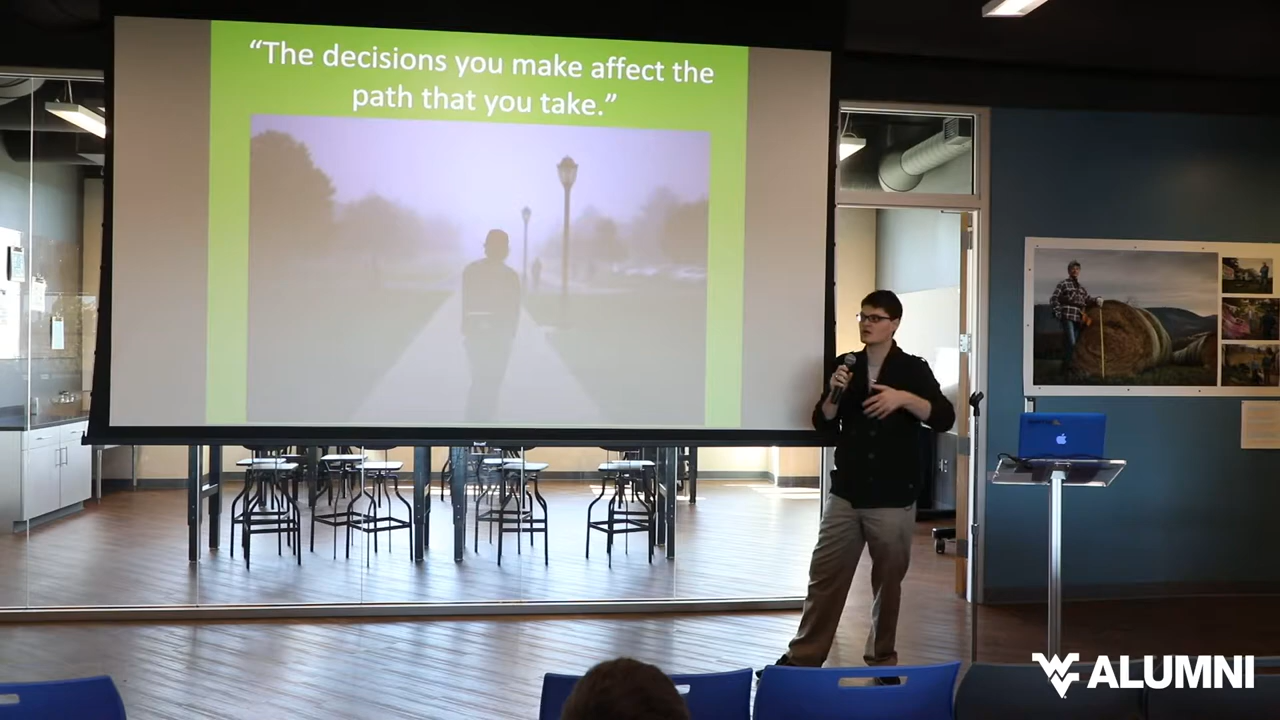 “The decisions you make affect the
path that you take.”
ALUMNI